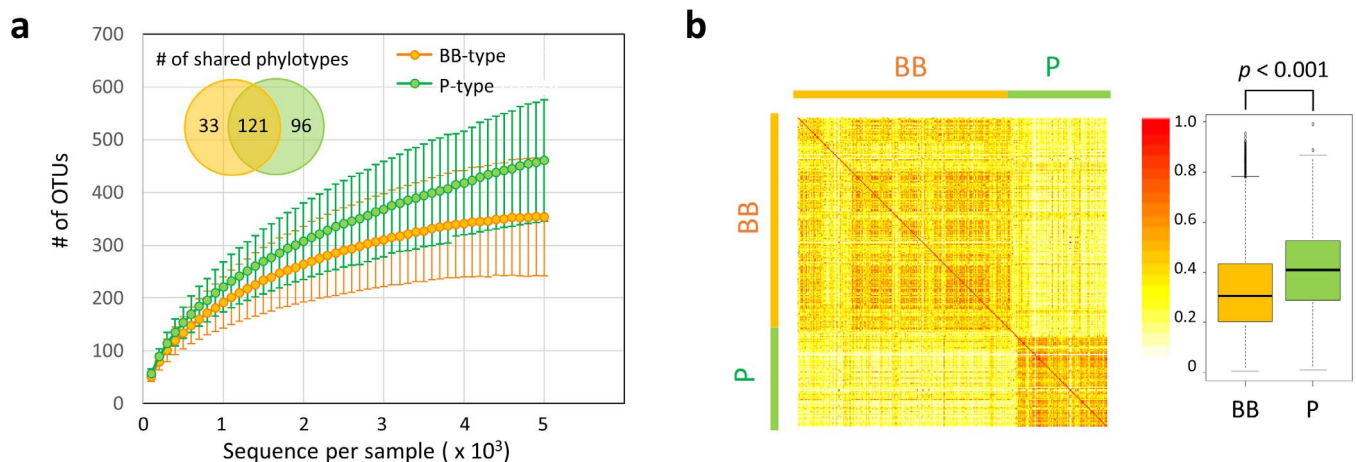 a
# of OTUs
700
600
500
400
300
200
100
0
# of shared phylotypes
33 121 96
BB-type
P-type
0 1 2 3 4 5
Sequence per sample ( x 10³)
b
BB P
BB
P
1.0
0.8
0.6
0.4
0.2
0
p < 0.001
BB P